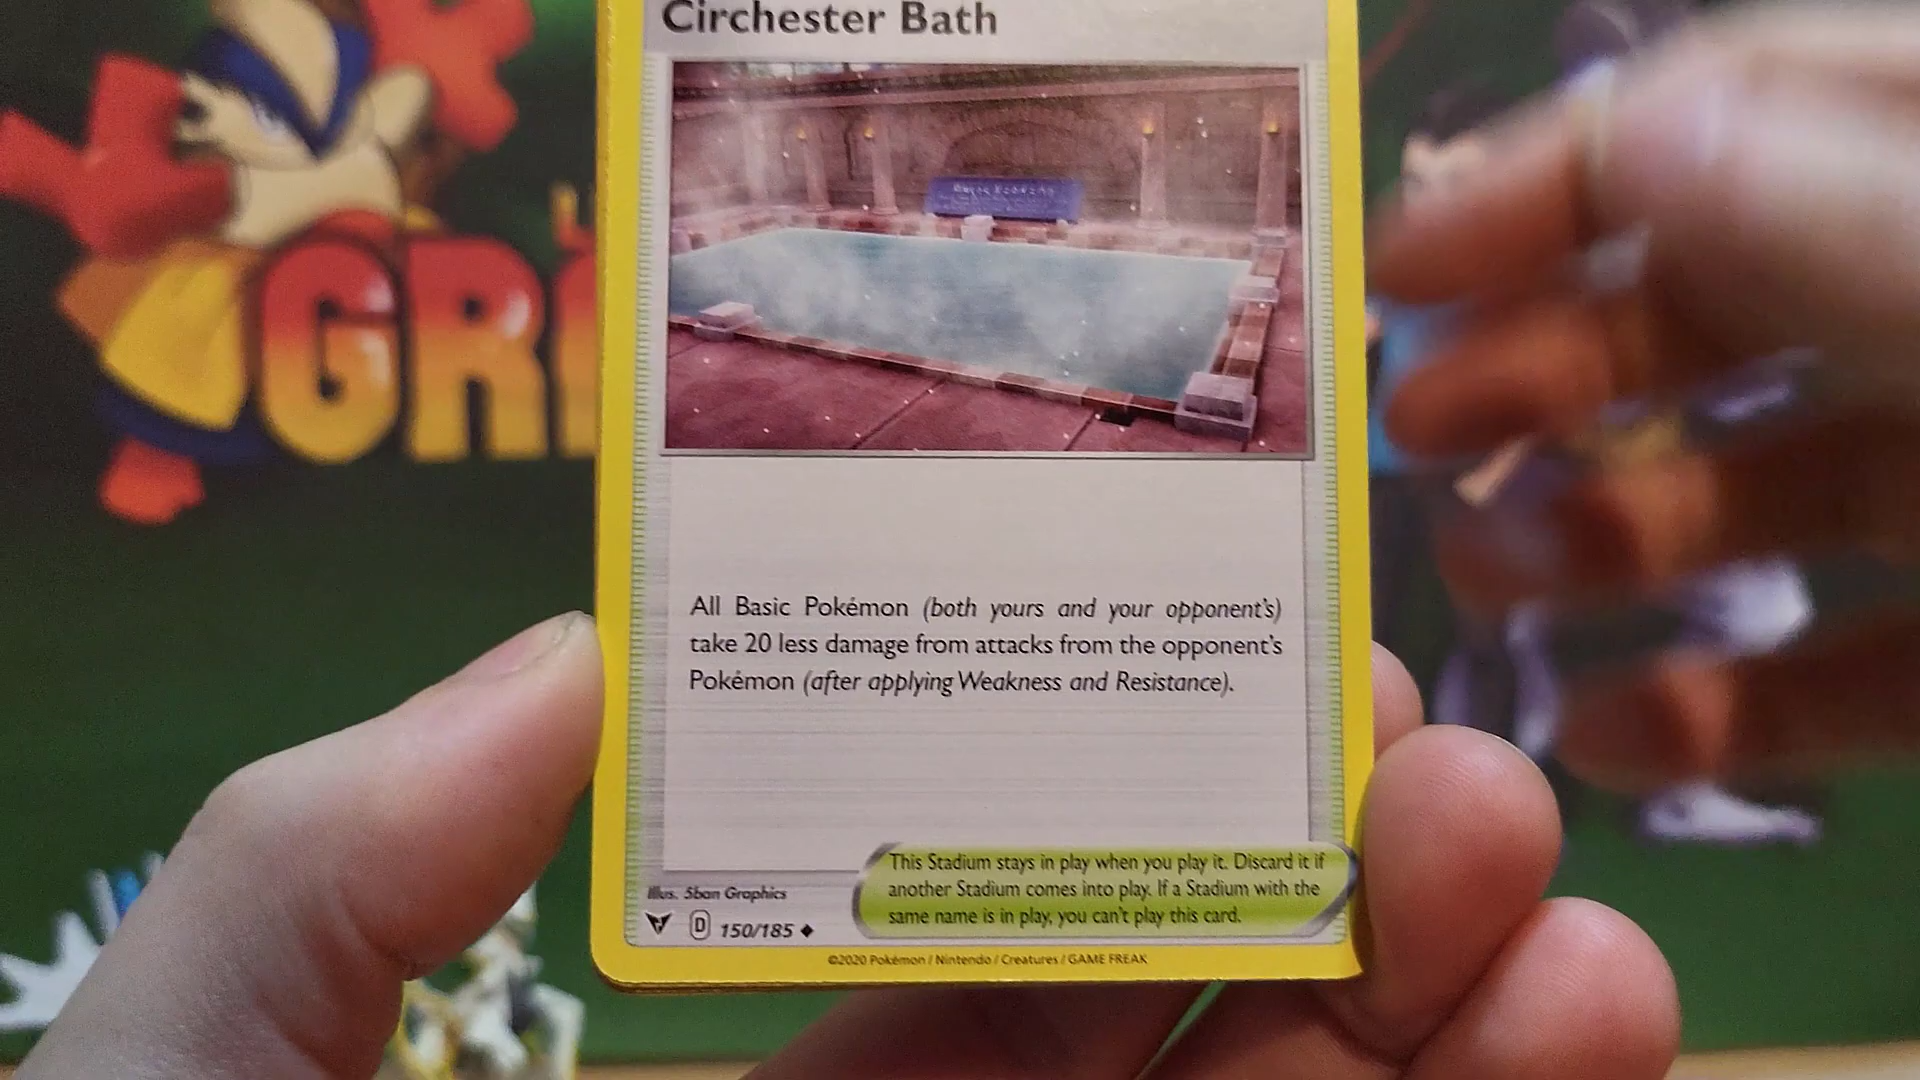 Circhester Bath
GR
All Basic Pokémon (both yours and your opponent's)
take 20 less damage from attacks from the opponent's
Pokémon (after applying Weakness and Resistance).
This Stadium stays in play when you play it. Discard it if
another Stadium comes into play. If a Stadium with the
same name is in play, you can't play this card.
Illus. 5ban Graphics
D 150/185
©2020 Pokémon / Nintendo / Creatures / GAME FREAK